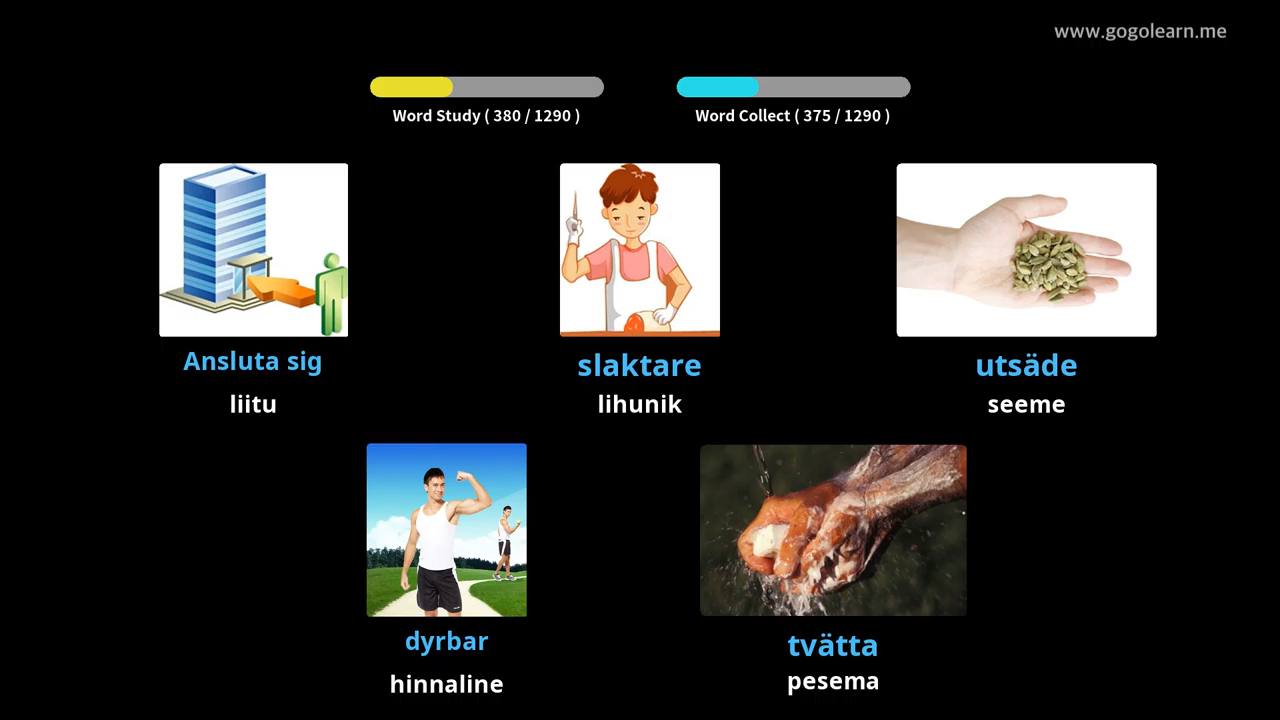 www.gogolearn.me
Word Study ( 380 / 1290 )
Word Collect ( 375 / 1290 )
Ansluta sig
liitu
slaktare
lihunik
utsäde
seeme
dyrbar
hinnaline
tvätta
pesema